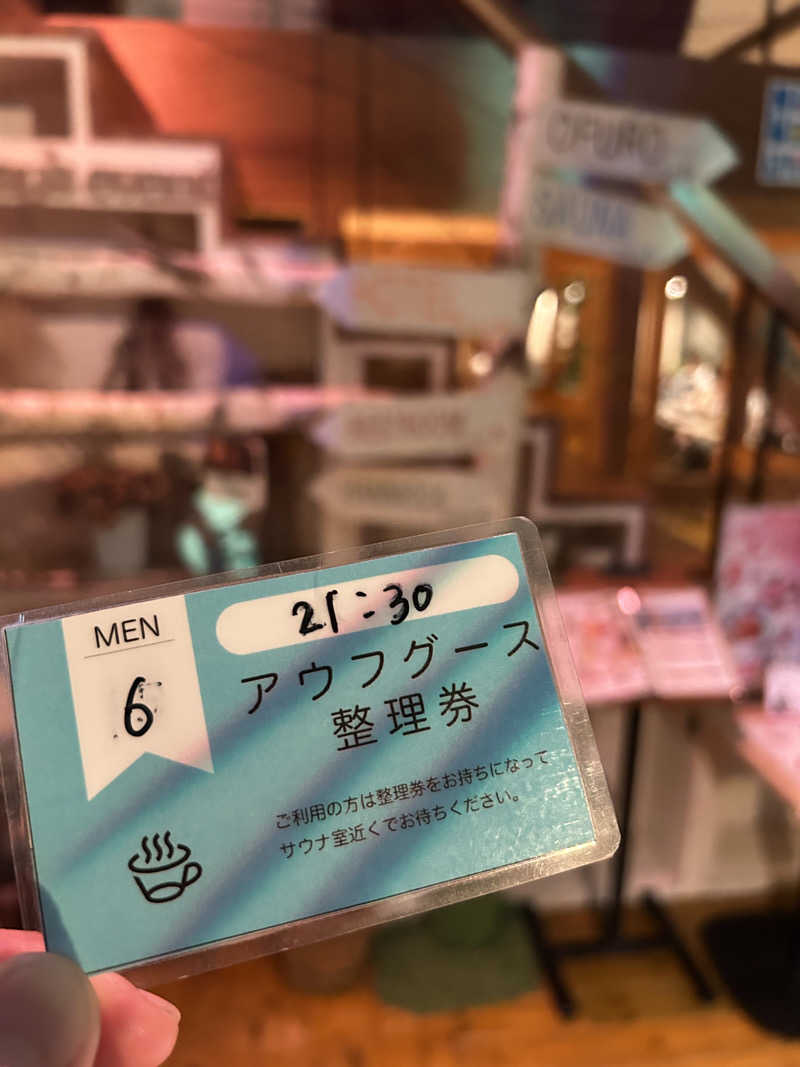 OFURO
SAUNA
MEN
6
21:30
アウフグース
整理券
ご利用の方は整理券をお持ちになって
サウナ室近くでお待ちください。